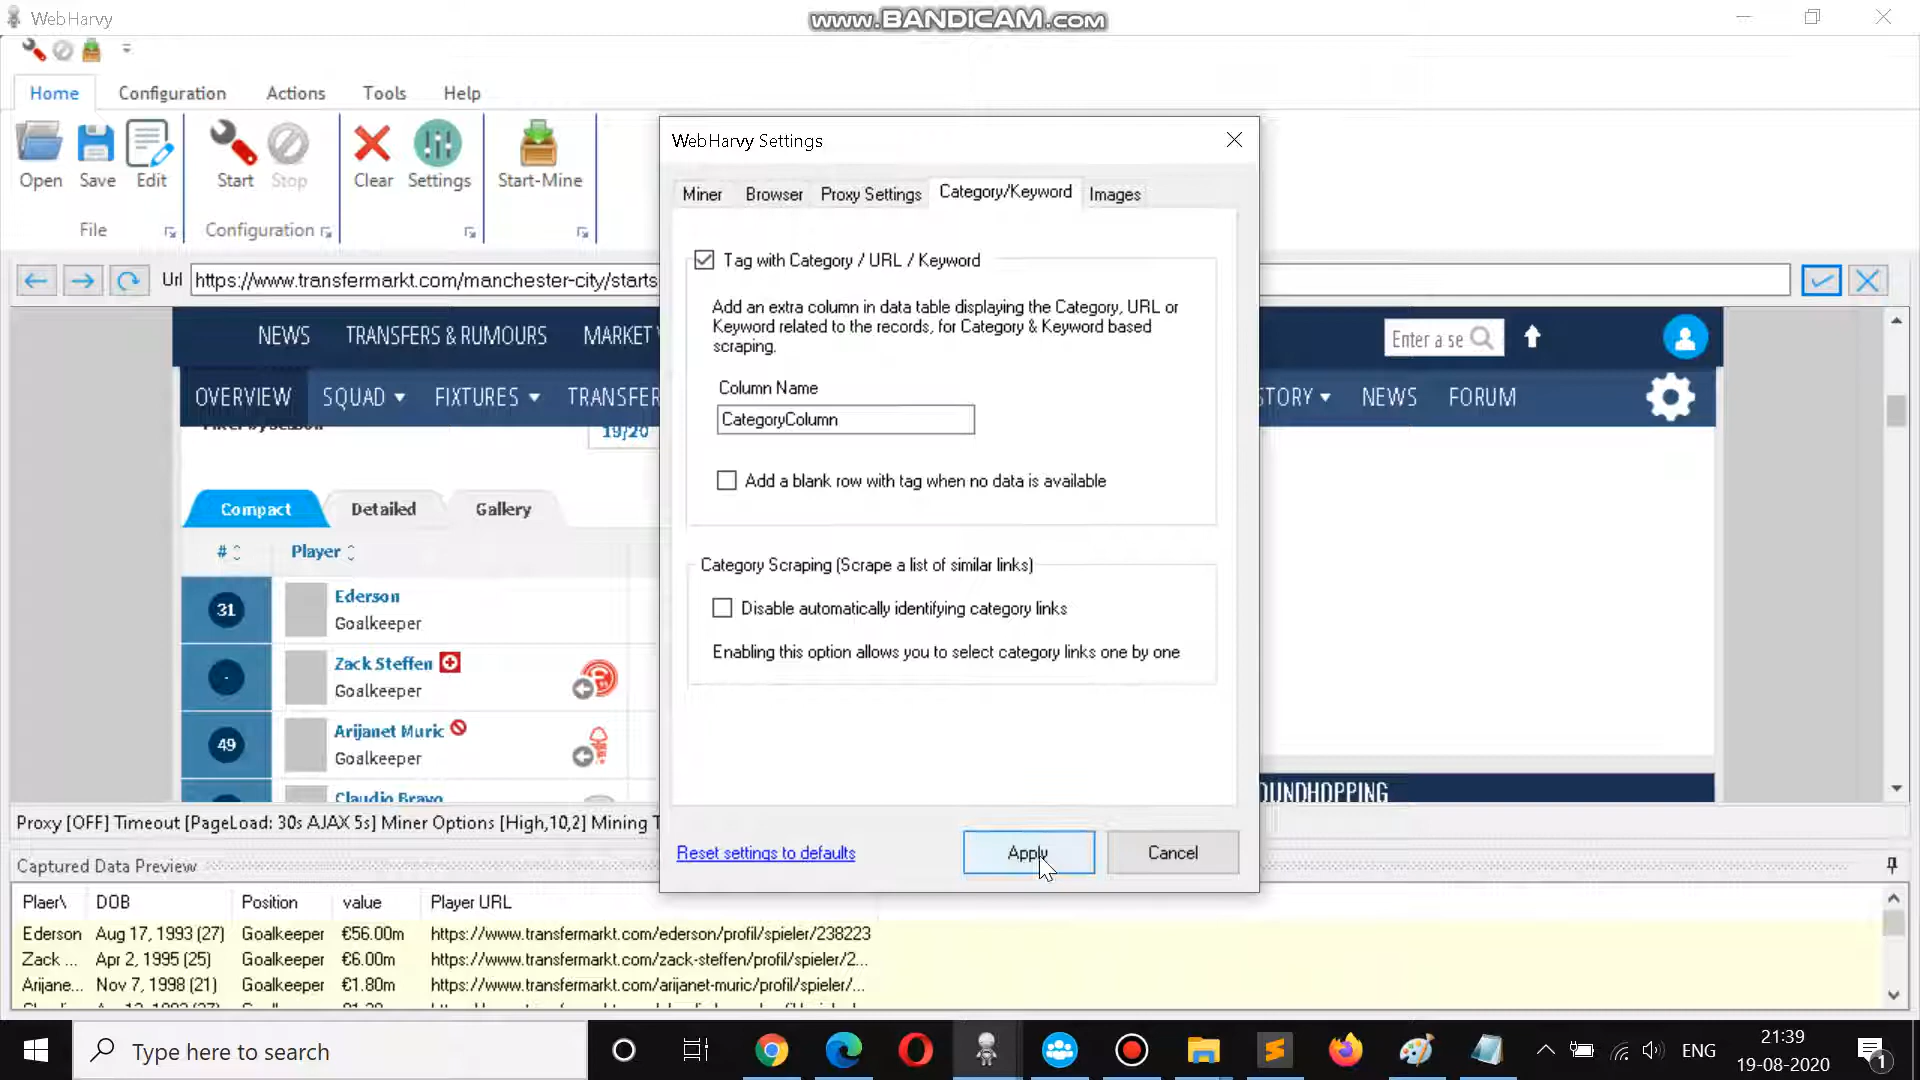 WebHarvy
www.BANDICAM.com
Home Configuration Actions Tools Help
Open Save Edit Start Stop Clear Settings Start-Mine
File Configuration
Url https://www.transfermarkt.com/manchester-city/starts
NEWS TRANSFERS & RUMOURS MARKET
Enter a se
OVERVIEW SQUAD FIXTURES TRANSFER
STORY NEWS FORUM
19/20
Compact Detailed Gallery
# Player
31 Ederson
Goalkeeper
- Zack Steffen
Goalkeeper
49 Arijanet Muric
Goalkeeper
Claudio Bravo
OUNDHOPPING
WebHarvy Settings
Miner Browser Proxy Settings Category/Keyword Images
Tag with Category / URL / Keyword
Add an extra column in data table displaying the Category, URL or
Keyword related to the records, for Category & Keyword based
scraping.
Column Name
CategoryColumn
Add a blank row with tag when no data is available
Category Scraping (Scrape a list of similar links)
Disable automatically identifying category links
Enabling this option allows you to select category links one by one
Reset settings to defaults Apply Cancel
Proxy [OFF] Timeout [PageLoad: 30s AJAX 5s] Miner Options [High,10,2] Mining T
Captured Data Preview
Plaer\ DOB Position value Player URL
Ederson Aug 17, 1993 (27) Goalkeeper €56.00m https://www.transfermarkt.com/ederson/profil/spieler/238223
Zack ... Apr 2, 1995 (25) Goalkeeper €6.00m https://www.transfermarkt.com/zack-steffen/profil/spieler/2...
Arijane... Nov 7, 1998 (21) Goalkeeper €1.80m https://www.transfermarkt.com/arijanet-muric/profil/spieler/...
Type here to search
ENG
21:39
19-08-2020
1